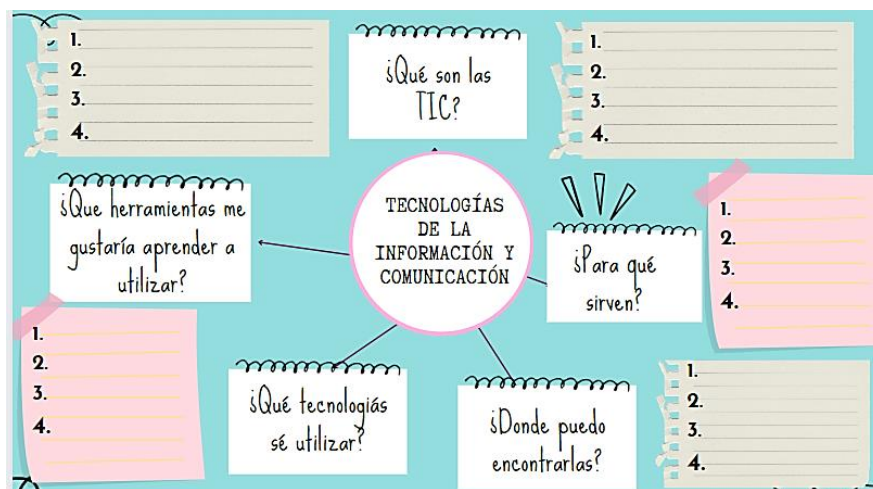 1.
2.
3.
4.
¿Qué son las
TIC?
1.
2.
3.
4.
¿Que herramientas me
gustaría aprender a
utilizar?
TECNOLOGÍAS
DE LA
INFORMACIÓN Y
COMUNICACIÓN
¿Para qué
sirven?
1.
2.
3.
4.
1.
2.
3.
4.
¿Qué tecnologiás
sé utilizar?
¿Donde puedo
encontrarlas?
1.
2.
3.
4.